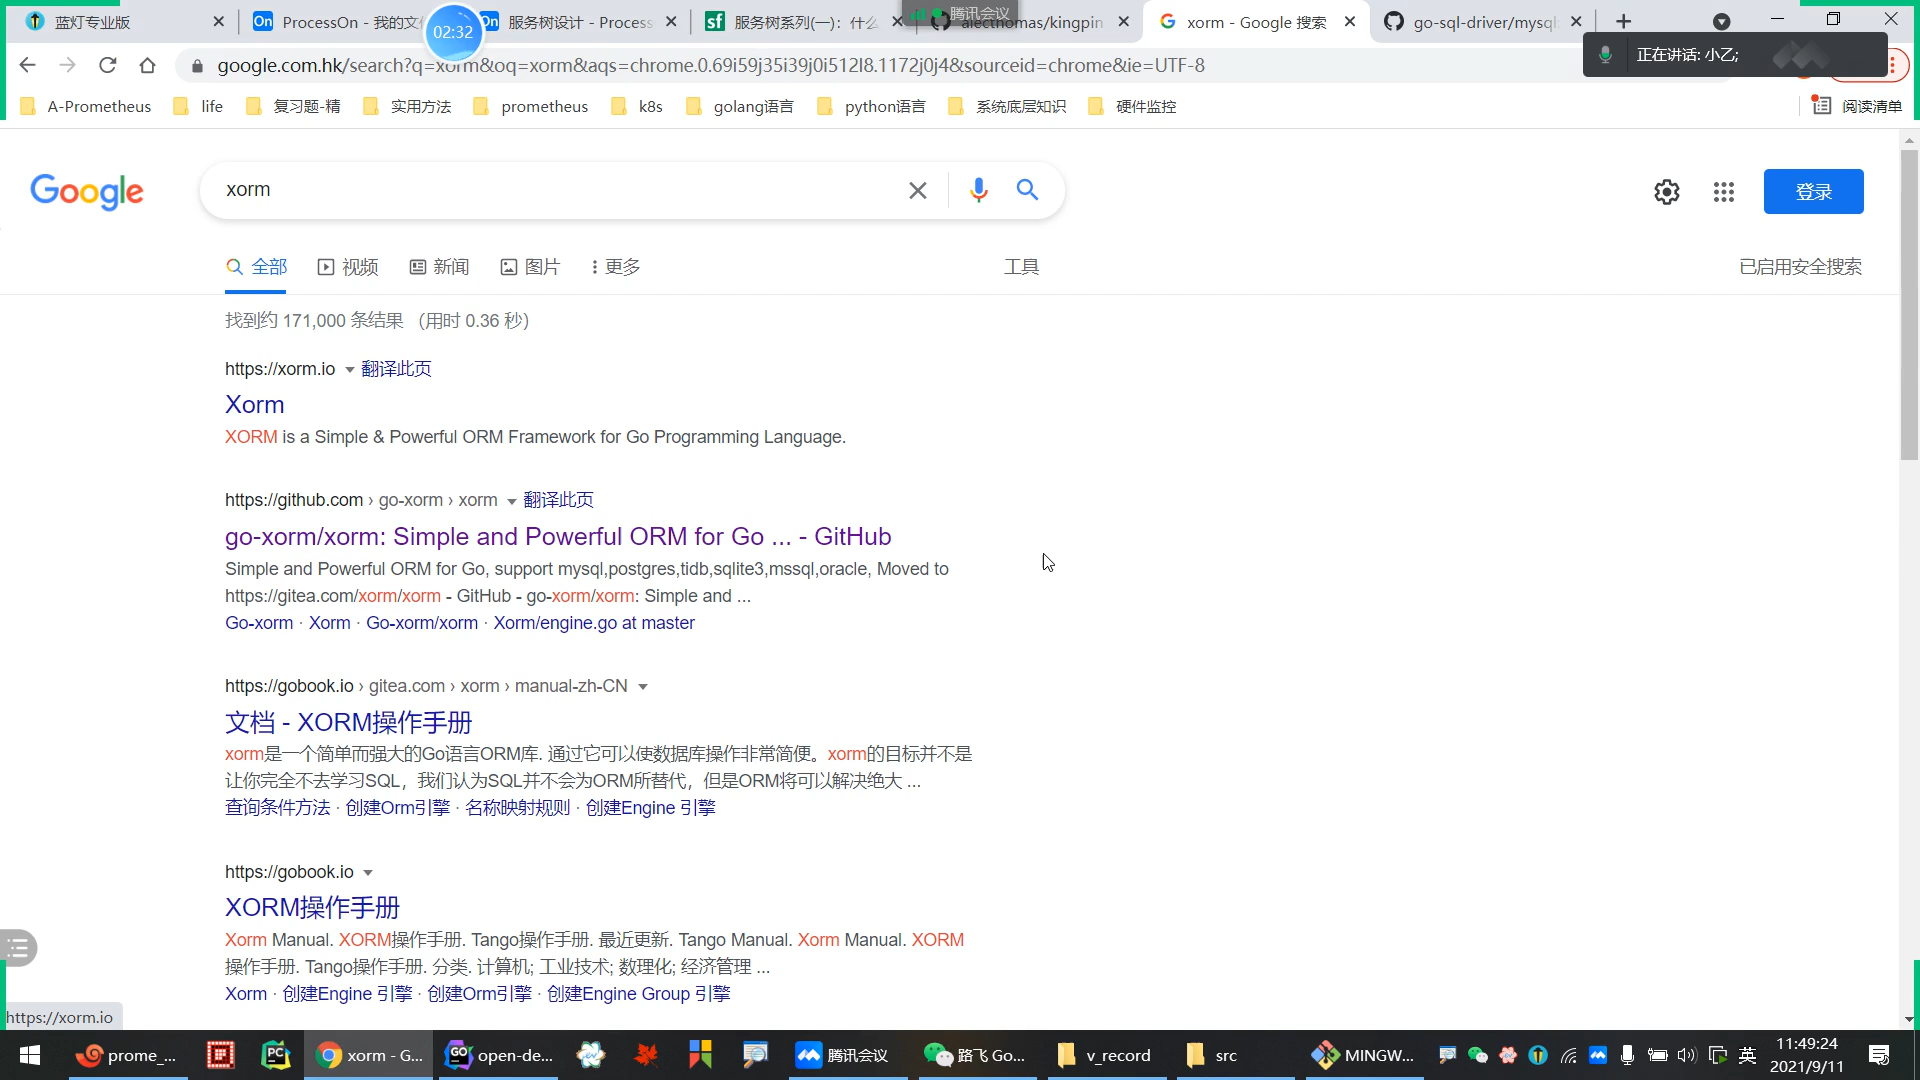 蓝灯专业版
ProcessOn - 我的文
服务树设计 - Process
服务树系列(一)：什么
alecthomas/kingpin
xorm - Google 搜索
go-sql-driver/mysql
02:32
腾讯会议
google.com.hk/search?q=xorm&oq=xorm&aqs=chrome.0.69i59j35i39j0i512l8.1172j0j4&sourceid=chrome&ie=UTF-8
正在讲话: 小乙;
A-Prometheus
life
复习题-精
实用方法
prometheus
k8s
golang语言
python语言
系统底层知识
硬件监控
阅读清单
Google
xorm
登录
全部
视频
新闻
图片
更多
工具
已启用安全搜索
找到约 171,000 条结果 （用时 0.36 秒）
https://xorm.io 翻译此页
Xorm
XORM is a Simple & Powerful ORM Framework for Go Programming Language.
https://github.com › go-xorm › xorm 翻译此页
go-xorm/xorm: Simple and Powerful ORM for Go ... - GitHub
Simple and Powerful ORM for Go, support mysql,postgres,tidb,sqlite3,mssql,oracle, Moved to
https://gitea.com/xorm/xorm - GitHub - go-xorm/xorm: Simple and ...
Go-xorm · Xorm · Go-xorm/xorm · Xorm/engine.go at master
https://gobook.io › gitea.com › xorm › manual-zh-CN
文档 - XORM操作手册
xorm是一个简单而强大的Go语言ORM库. 通过它可以使数据库操作非常简便。xorm的目标并不是
让你完全不去学习SQL，我们认为SQL并不会为ORM所替代，但是ORM将可以解决绝大 ...
查询条件方法 · 创建Orm引擎 · 名称映射规则 · 创建Engine 引擎
https://gobook.io
XORM操作手册
Xorm Manual. XORM操作手册. Tango操作手册. 最近更新. Tango Manual. Xorm Manual. XORM
操作手册. Tango操作手册. 分类. 计算机; 工业技术; 数理化; 经济管理 ...
Xorm · 创建Engine 引擎 · 创建Orm引擎 · 创建Engine Group 引擎
https://xorm.io
prome_...
xorm - G...
open-de...
腾讯会议
路飞 Go...
v_record
src
MINGW...
英
11:49:24
2021/9/11